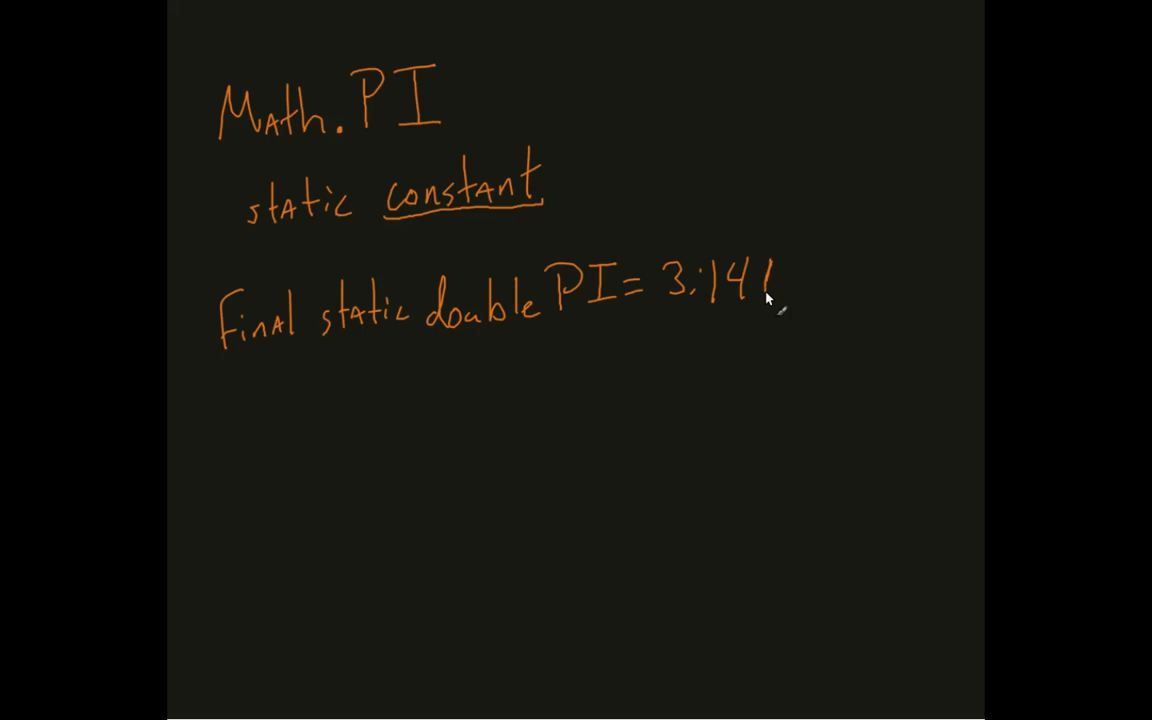 Math.PI
static constant
Final static double PI = 3.141